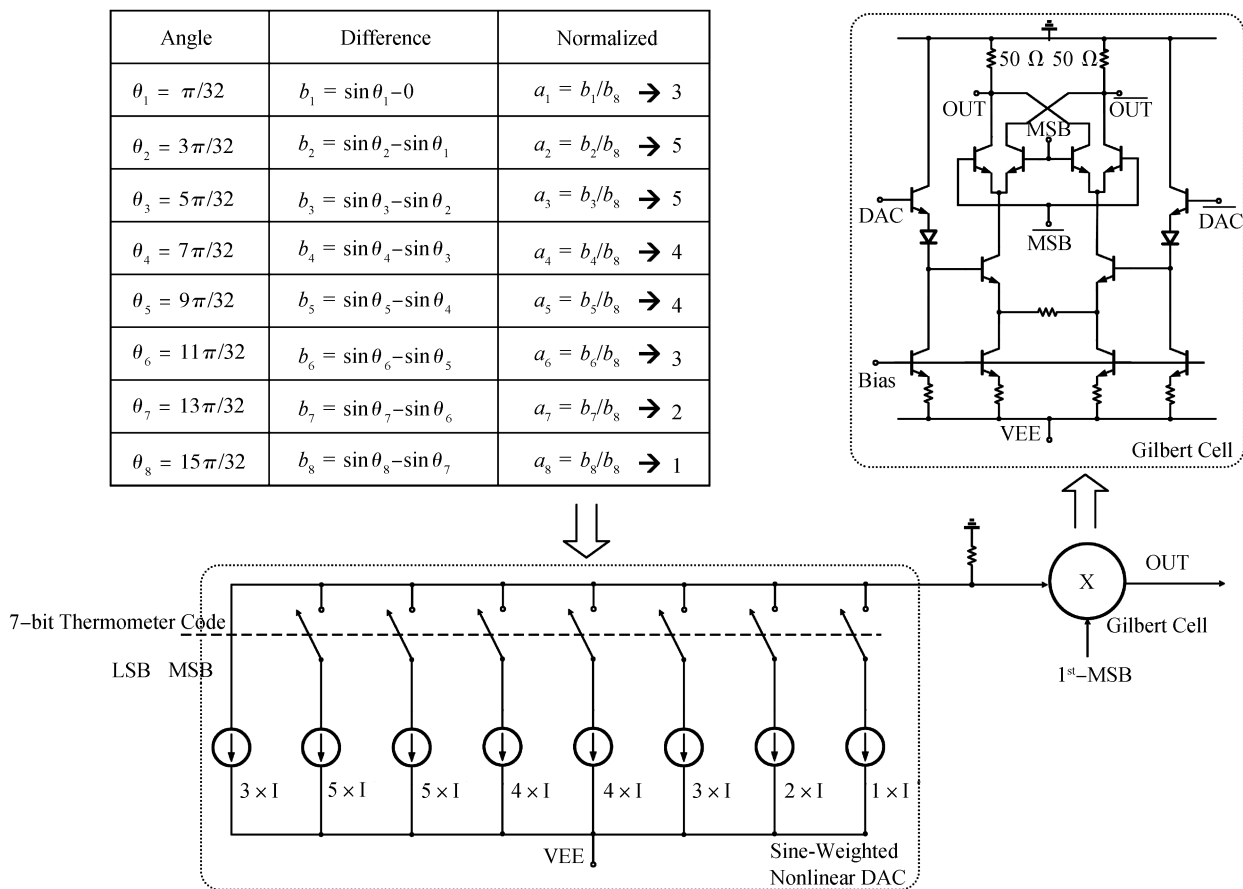 Angle Difference Normalized
θ₁ = π/32 b₁ = sin θ₁−0 a₁ = b₁/b₈ → 3
θ₂ = 3π/32 b₂ = sin θ₂−sin θ₁ a₂ = b₂/b₈ → 5
θ₃ = 5π/32 b₃ = sin θ₃−sin θ₂ a₃ = b₃/b₈ → 5
θ₄ = 7π/32 b₄ = sin θ₄−sin θ₃ a₄ = b₄/b₈ → 4
θ₅ = 9π/32 b₅ = sin θ₅−sin θ₄ a₅ = b₅/b₈ → 4
θ₆ = 11π/32 b₆ = sin θ₆−sin θ₅ a₆ = b₆/b₈ → 3
θ₇ = 13π/32 b₇ = sin θ₇−sin θ₆ a₇ = b₇/b₈ → 2
θ₈ = 15π/32 b₈ = sin θ₈−sin θ₇ a₈ = b₈/b₈ → 1
50 Ω 50 Ω
OUT O̅U̅T̅
MSB
DAC D̅A̅C̅
M̅S̅B̅
Bias
VEE
Gilbert Cell
7−bit Thermometer Code
LSB MSB
3 × I 5 × I 5 × I 4 × I 4 × I 3 × I 2 × I 1 × I
VEE
Sine-Weighted
Nonlinear DAC
X
OUT
Gilbert Cell
1ˢᵗ−MSB